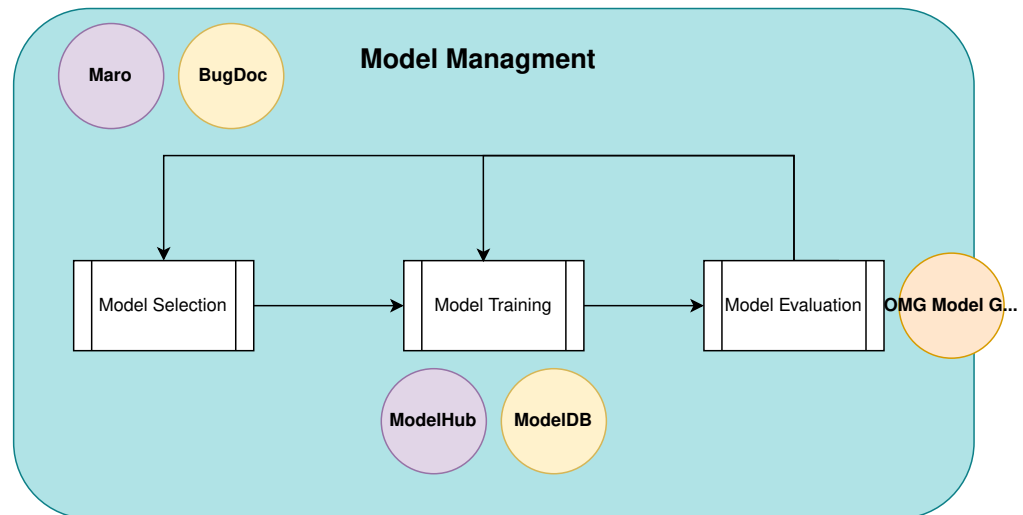 Model Managment
Maro
BugDoc
Model Selection
Model Training
Model Evaluation
OMG Model G...
ModelHub
ModelDB